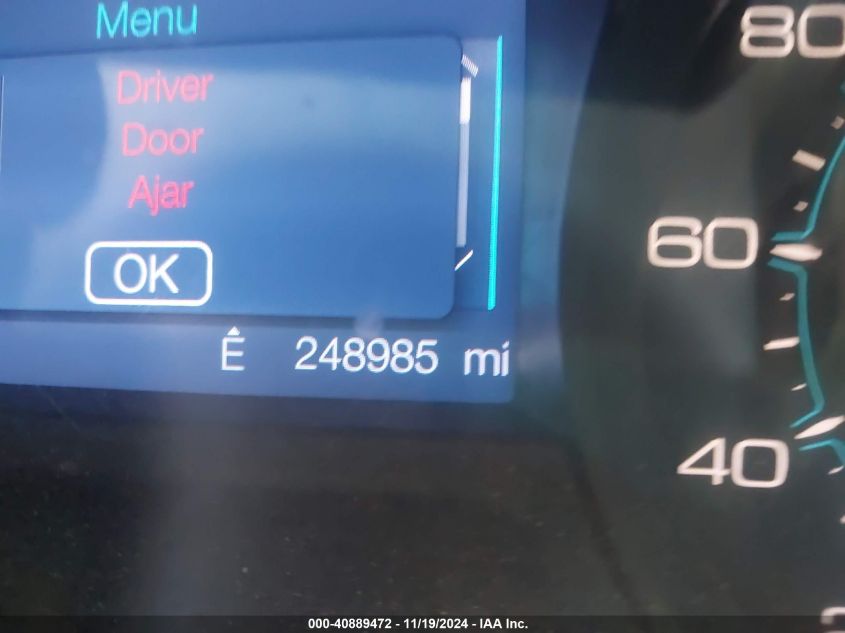 Menu
Driver
Door
Ajar
OK
Ê 248985 mi
80
60
40
000-40889472 - 11/19/2024 - IAA Inc.